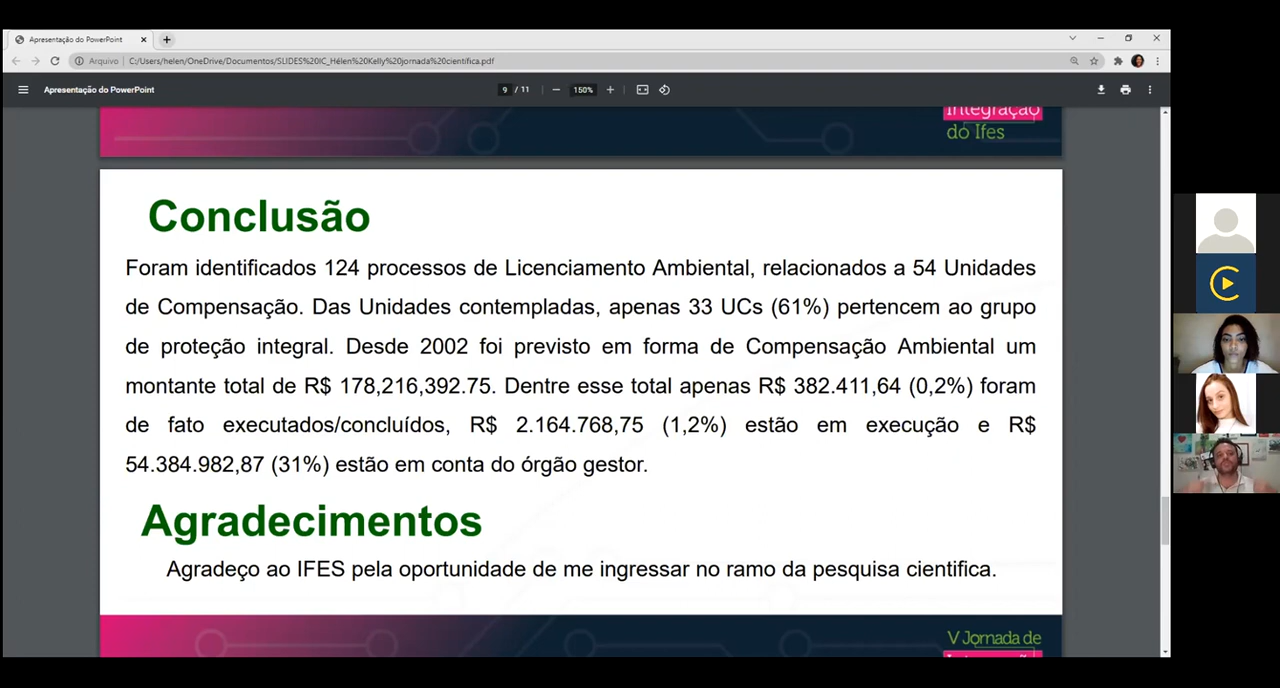 Apresentação do PowerPoint
Arquivo
C:/Users/helen/OneDrive/Documentos/SLIDES%20IC_Hélen%20Kelly%20jornada%20científica.pdf
Apresentação do PowerPoint
9 / 11
150%
Integração
do Ifes
Conclusão
Foram identificados 124 processos de Licenciamento Ambiental, relacionados a 54 Unidades
de Compensação. Das Unidades contempladas, apenas 33 UCs (61%) pertencem ao grupo
de proteção integral. Desde 2002 foi previsto em forma de Compensação Ambiental um
montante total de R$ 178,216,392.75. Dentre esse total apenas R$ 382.411,64 (0,2%) foram
de fato executados/concluídos, R$ 2.164.768,75 (1,2%) estão em execução e R$
54.384.982,87 (31%) estão em conta do órgão gestor.
Agradecimentos
Agradeço ao IFES pela oportunidade de me ingressar no ramo da pesquisa cientifica.
V Jornada de